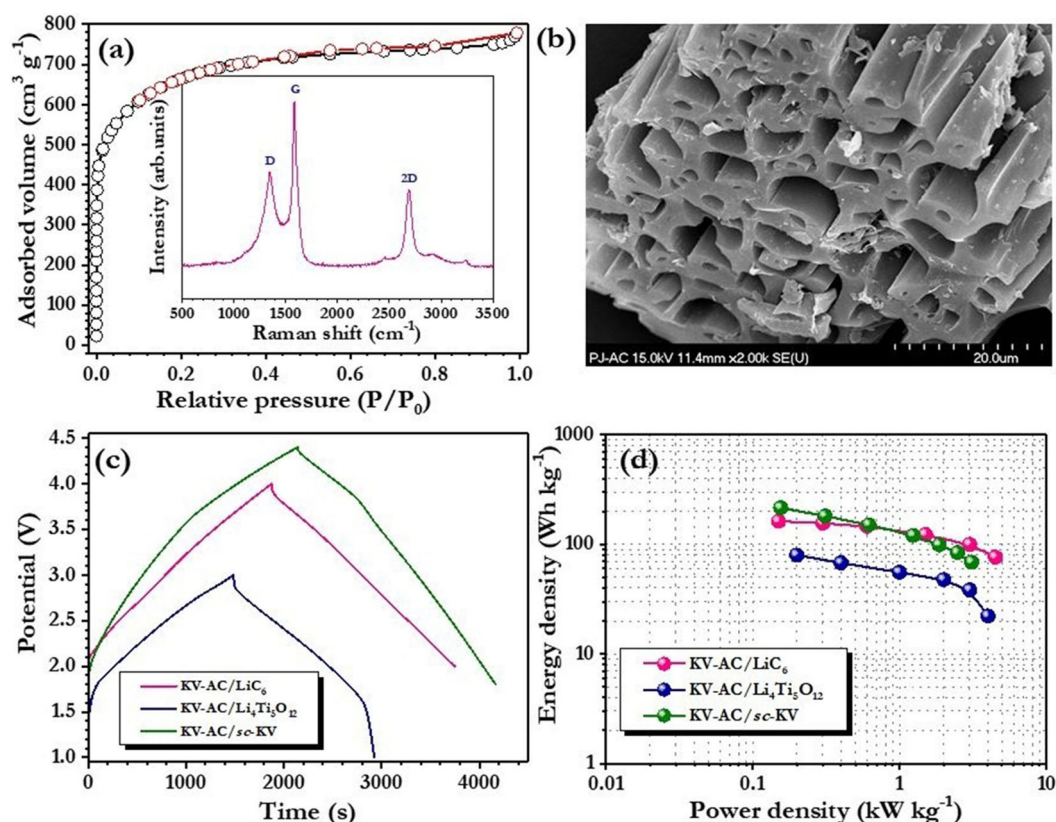 (a)
Adsorbed volume (cm³ g⁻¹)
800
700
600
500
400
300
200
100
0
0.0 0.2 0.4 0.6 0.8 1.0
Relative pressure (P/P₀)
Intensity (arb.units)
D
G
2D
500 1000 1500 2000 2500 3000 3500
Raman shift (cm⁻¹)
(b)
PJ-AC 15.0kV 11.4mm x2.00k SE(U)
20.0um
(c)
Potential (V)
4.5
4.0
3.5
3.0
2.5
2.0
1.5
1.0
KV-AC/LiC₆
KV-AC/Li₄Ti₅O₁₂
KV-AC/sc-KV
0 1000 2000 3000 4000
Time (s)
(d)
Energy density (Wh kg⁻¹)
1000
100
10
1
KV-AC/LiC₆
KV-AC/Li₄Ti₅O₁₂
KV-AC/sc-KV
0.01 0.1 1 10
Power density (kW kg⁻¹)